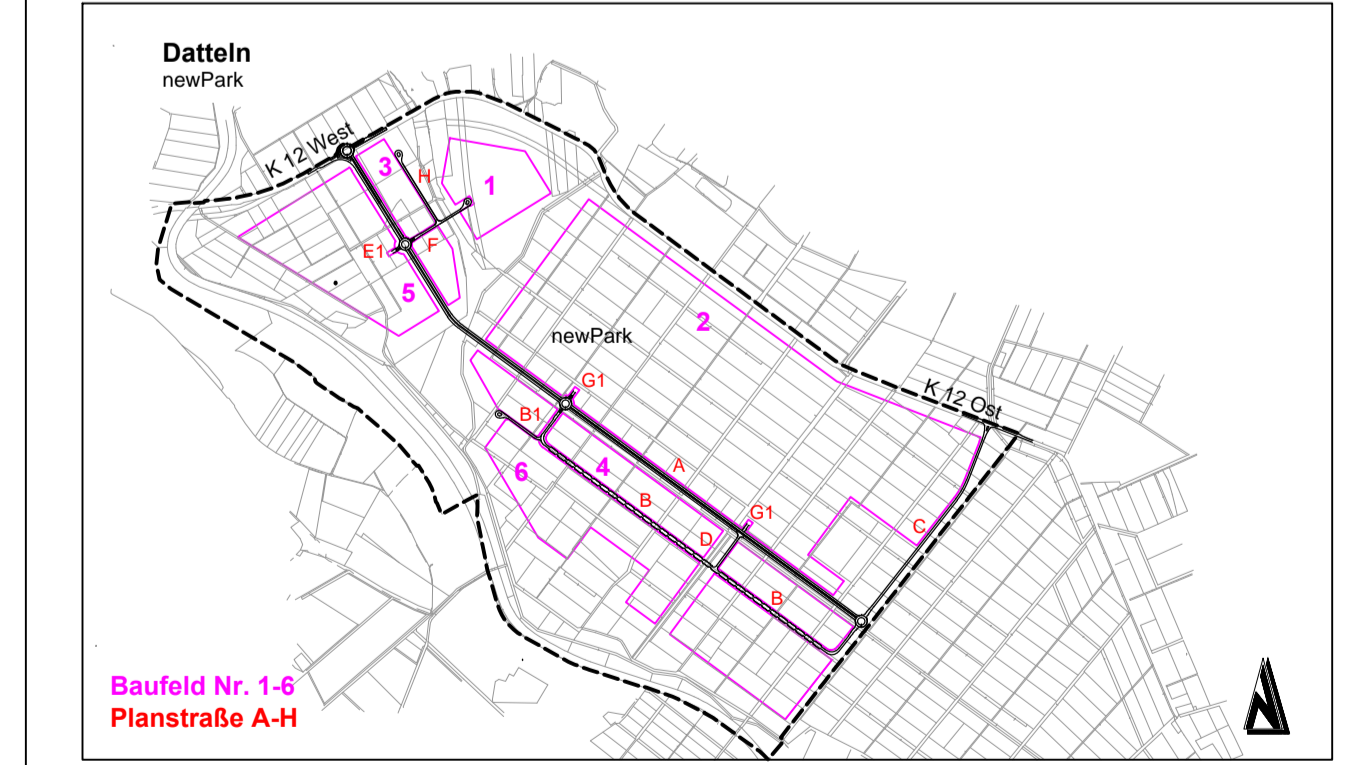 Datteln
newPark
K 12 West
3
H
1
E1
F
5
2
newPark
G1
K 12 Ost
B1
6
4
A
B
G1
C
D
B
Baufeld Nr. 1-6
Planstraße A-H
N